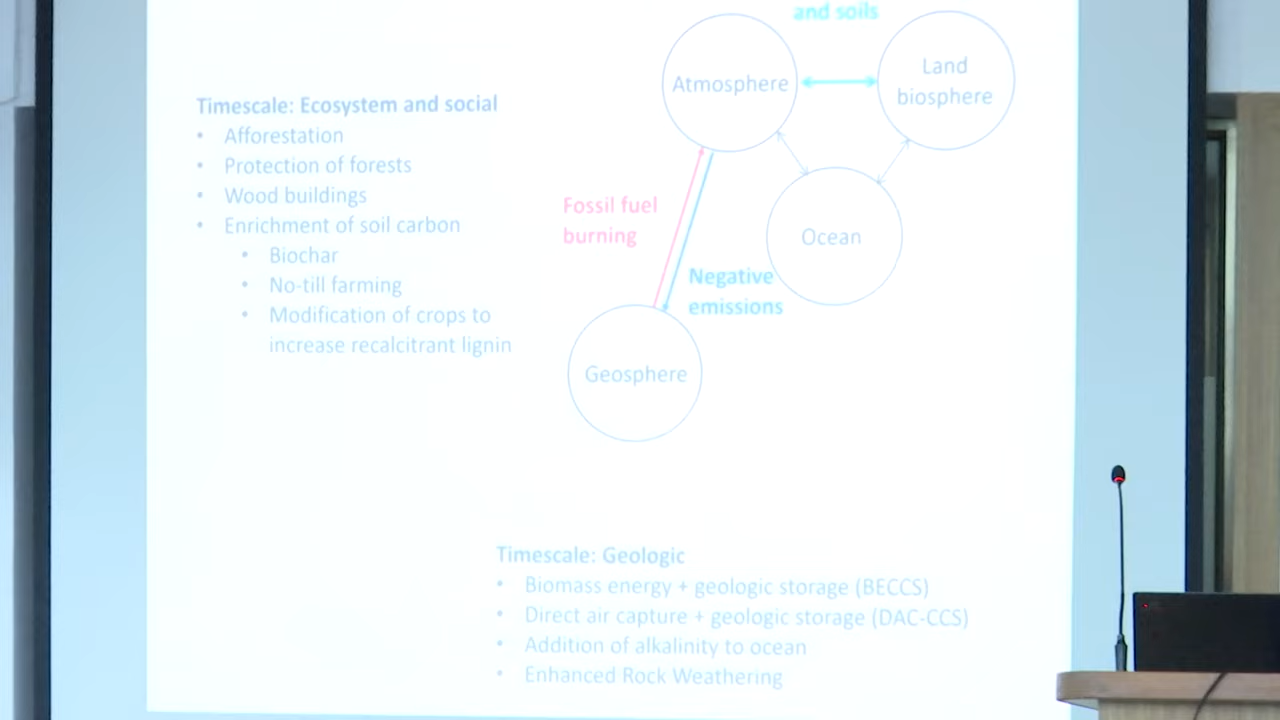 and soils
Atmosphere
Land
biosphere
Timescale: Ecosystem and social
• Afforestation
• Protection of forests
• Wood buildings
• Enrichment of soil carbon
• Biochar
• No-till farming
• Modification of crops to
increase recalcitrant lignin
Fossil fuel
burning
Ocean
Negative
emissions
Geosphere
Timescale: Geologic
• Biomass energy + geologic storage (BECCS)
• Direct air capture + geologic storage (DAC-CCS)
• Addition of alkalinity to ocean
• Enhanced Rock Weathering